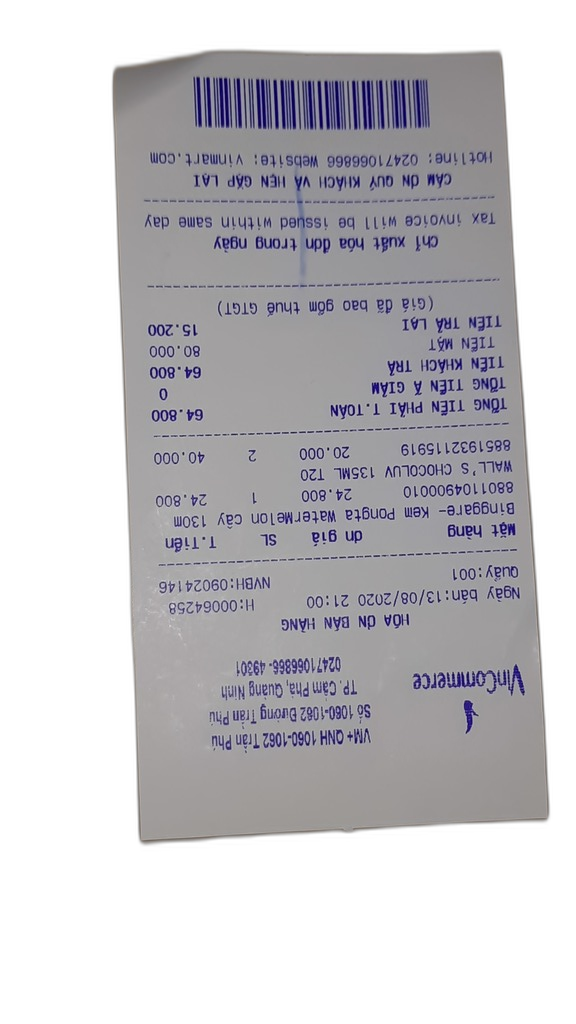 VinCommerce
VM+ QNH 1060-1062 Trần Phú
Số 1060-1062 Đường Trần Phú
TP. Cẩm Phả, Quảng Ninh
02471066866-49301
HÓA ƠN BÁN HÀNG
Ngày bán:13/08/2020 21:00 H:00064258
Quầy:001 NVBH:09024146
Mặt hàng ơn giá SL T.Tiền
Binggare- Kem Pongta WaterMelon Cây 130m
8801104900010 24.800 1 24.800
WALL'S CHOCOLUV 135ML T20
8851932115919 20.000 2 40.000
TỔNG TIỀN PHẢI T.TOÁN 64.800
TỔNG TIỀN Ã GIẢM 0
TIỀN KHÁCH TRẢ 64.800
TIỀN MẶT 80.000
TIỀN TRẢ LẠI 15.200
(Giá đã bao gồm thuế GTGT)
Chỉ xuất hóa đơn trong ngày
Tax invoice will be issued within same day
CẢM ƠN QUÝ KHÁCH VÀ HẸN GẶP LẠI
Hotline: 02471066866 Website: vinmart.com